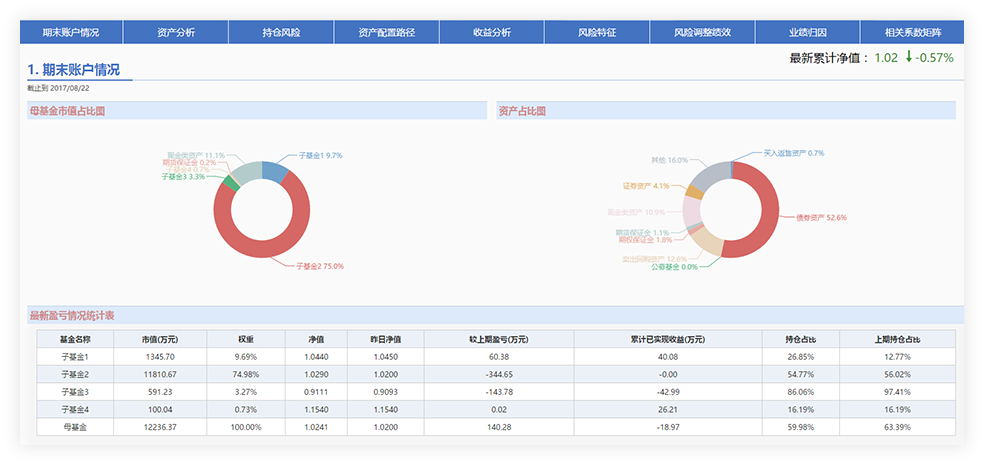 期末账户情况 资产分析 持仓风险 资产配置路径 收益分析 风险特征 风险调整绩效 业绩归因 相关系数矩阵
最新累计净值： 1.02 -0.57%
1. 期末账户情况
截止到 2017/08/22
母基金市值占比图 资产占比图
现金类资产 11.1%
期货保证金 0.2%
子基金4 0.7%
子基金3 3.3%
子基金1 9.7%
子基金2 75.0%
买入返售资产 0.7%
其他 16.0%
证券资产 4.1%
现金类资产 10.9%
债券资产 52.6%
期货保证金 1.1%
期权保证金 1.8%
卖出回购资产 12.6%
公募基金 0.0%
最新盈亏情况统计表
基金名称 市值(万元) 权重 净值 昨日净值 较上期盈亏(万元) 累计已实现收益(万元) 持仓占比 上期持仓占比
子基金1 1345.70 9.69% 1.0440 1.0450 60.38 40.08 26.85% 12.77%
子基金2 11810.67 74.98% 1.0290 1.0200 -344.65 -0.00 54.77% 56.02%
子基金3 591.23 3.27% 0.9111 0.9093 -143.78 -42.99 86.06% 97.41%
子基金4 100.04 0.73% 1.1540 1.1540 0.02 26.21 16.19% 16.19%
母基金 12236.37 100.00% 1.0241 1.0200 140.28 -18.97 59.98% 63.39%